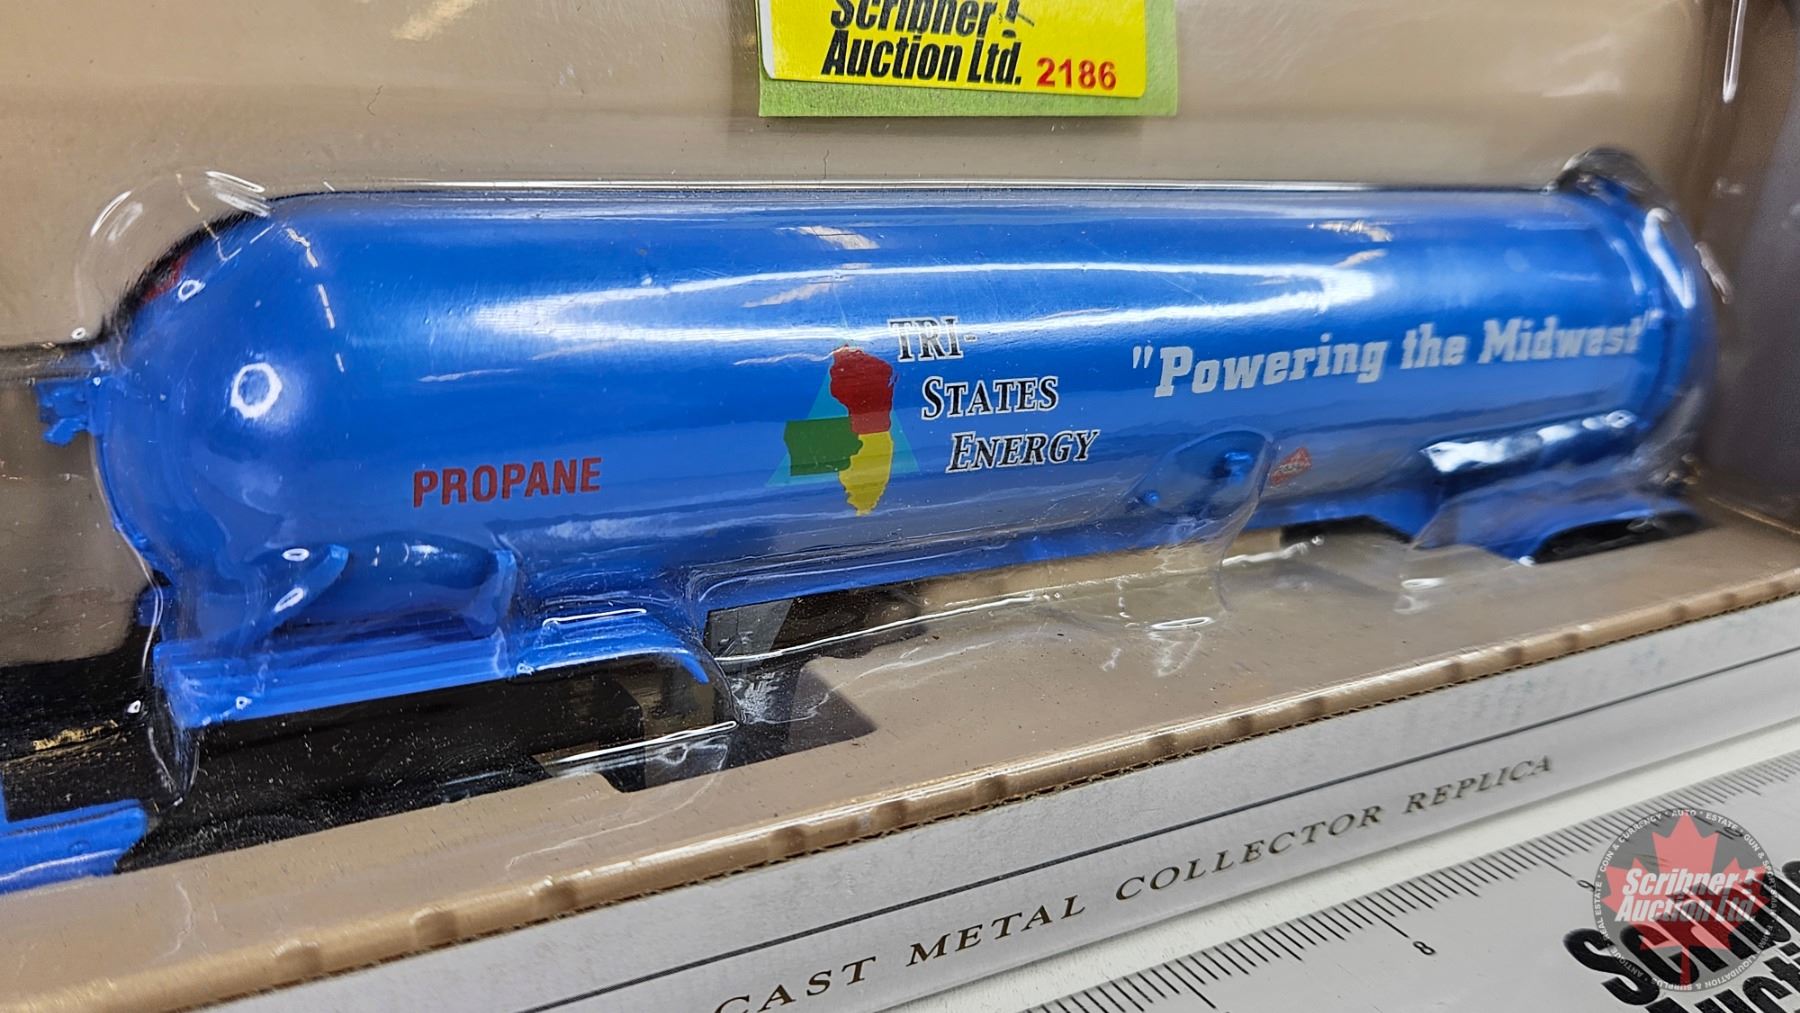 Scribner
Auction Ltd. 2186
TRI-
STATES
ENERGY
"Powering the Midwest"
PROPANE
CAST METAL COLLECTOR REPLICA
8
9
Scribner
Auction Ltd.